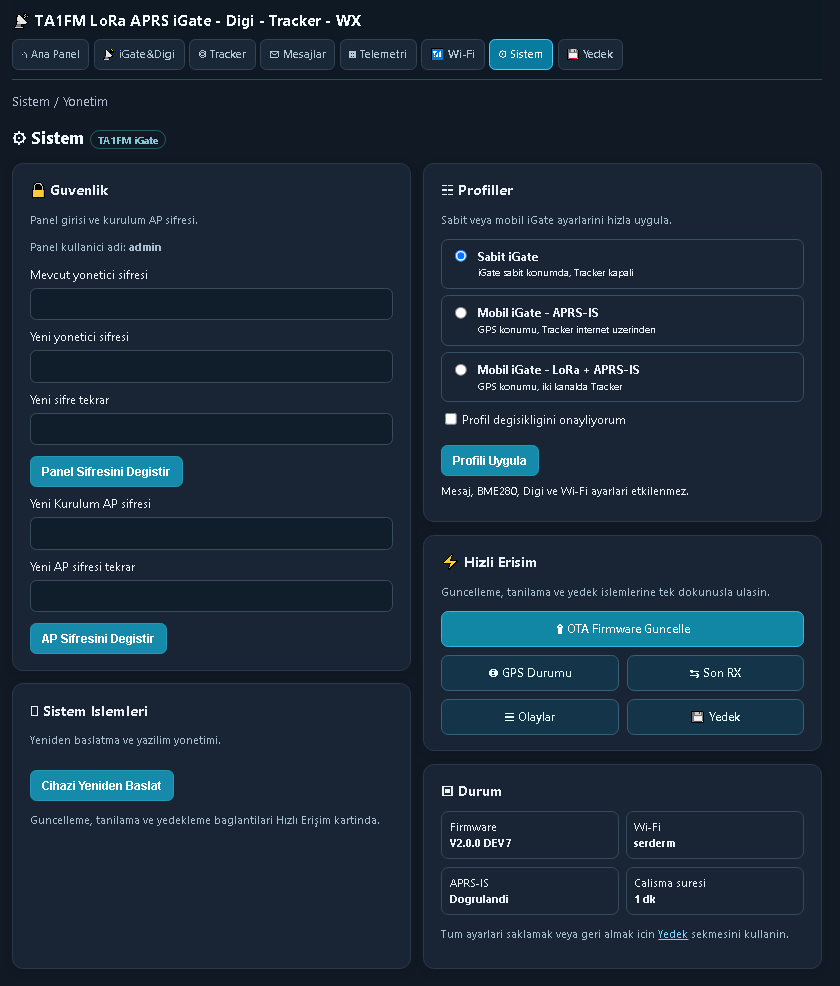 TA1FM LoRa APRS iGate - Digi - Tracker - WX
Ana Panel
iGate&Digi
Tracker
Mesajlar
Telemetri
Wi-Fi
Sistem
Yedek
Sistem / Yonetim
Sistem
TA1FM iGate
Guvenlik
Panel girisi ve kurulum AP sifresi.
Panel kullanici adi: admin
Mevcut yonetici sifresi
Yeni yonetici sifresi
Yeni sifre tekrar
Panel Sifresini Degistir
Yeni Kurulum AP sifresi
Yeni AP sifresi tekrar
AP Sifresini Degistir
Sistem Islemleri
Yeniden baslatma ve yazilim yonetimi.
Cihazi Yeniden Baslat
Guncelleme, tanilama ve yedekleme baglantilari Hızlı Erişim kartinda.
Profiller
Sabit veya mobil iGate ayarlarini hizla uygula.
Sabit iGate
iGate sabit konumda, Tracker kapali
Mobil iGate - APRS-IS
GPS konumu, Tracker internet uzerinden
Mobil iGate - LoRa + APRS-IS
GPS konumu, iki kanalda Tracker
Profil degisikligini onayliyorum
Profili Uygula
Mesaj, BME280, Digi ve Wi-Fi ayarlari etkilenmez.
Hizli Erisim
Guncelleme, tanilama ve yedek islemlerine tek dokunusla ulasin.
OTA Firmware Guncelle
GPS Durumu
Son RX
Olaylar
Yedek
Durum
Firmware
V2.0.0 DEV7
Wi-Fi
serderm
APRS-IS
Dogrulandi
Calisma suresi
1 dk
Tum ayarlari saklamak veya geri almak icin Yedek sekmesini kullanin.